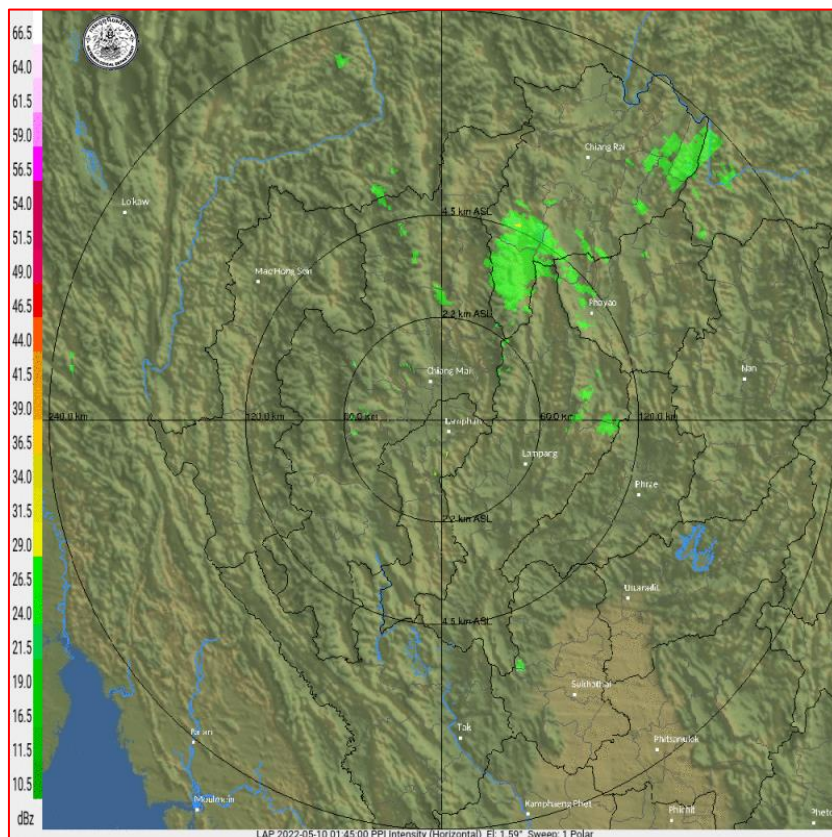 66.5
64.0
61.5
59.0
56.5
54.0
51.5
49.0
46.5
44.0
41.5
39.0
36.5
34.0
31.5
29.0
26.5
24.0
21.5
19.0
16.5
14.0
11.5
10.5
dBz
Chiang Rai
Loikaw
4.5 km ASL
Mae Hong Son
Phayao
2.2 km ASL
Chiang Mai
Nan
240.0 km
120.0 km
60.0 km
60.0 km
120.0 km
Lamphun
Lampang
Phrae
2.2 km ASL
Uttaradit
4.5 km ASL
Sukhothai
Tak
Pa-an
Phitsanulok
Moulmein
Kamphaeng Phet
Phichit
LAP 2022-05-10 01:45:00 PPI Intensity (Horizontal) El: 1.59° Sweep: 1 Polar